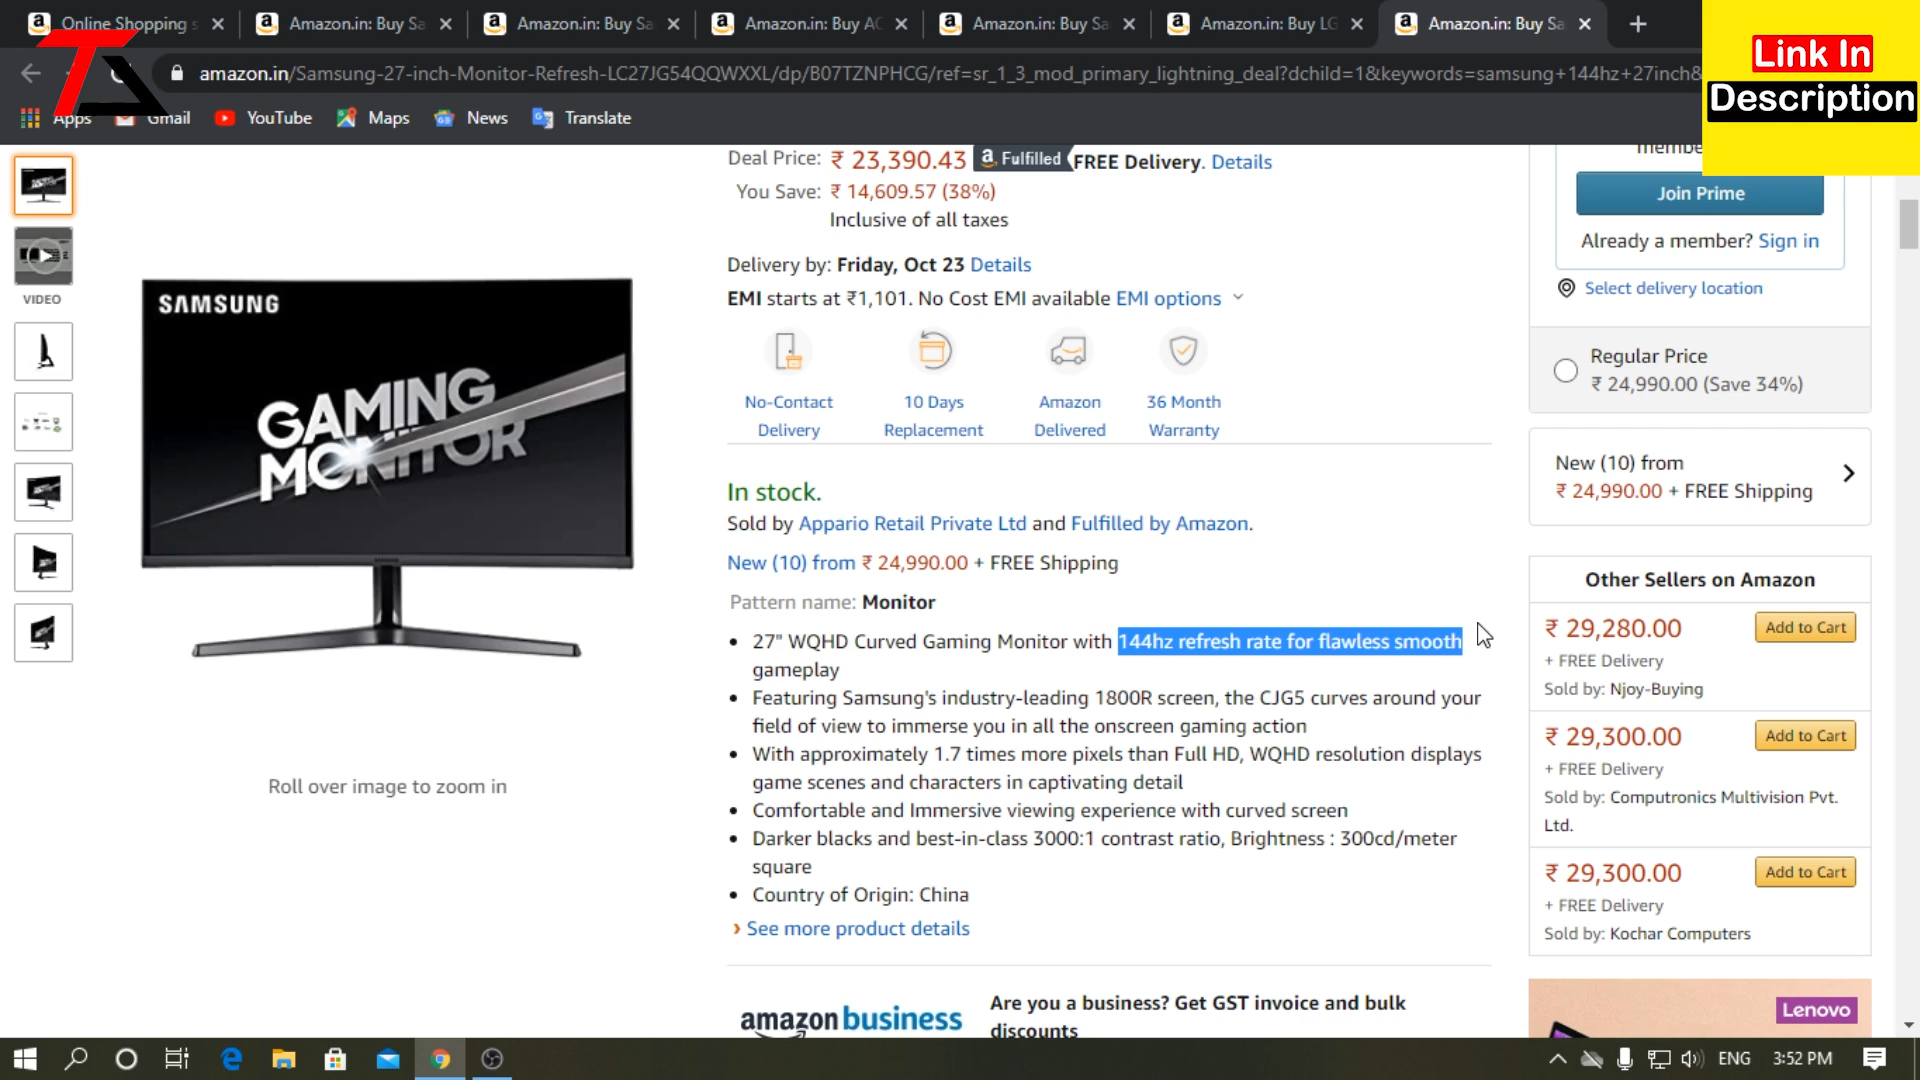 Online Shopping s
Amazon.in: Buy Sa
Amazon.in: Buy Sa
Amazon.in: Buy AC
Amazon.in: Buy Sa
Amazon.in: Buy LG
Amazon.in: Buy Sa
Link In
Description
amazon.in/Samsung-27-inch-Monitor-Refresh-LC27JG54QQWXXL/dp/B07TZNPHCG/ref=sr_1_3_mod_primary_lightning_deal?dchild=1&keywords=samsung+144hz+27inch&
Apps
Gmail
YouTube
Maps
News
Translate
VIDEO
SAMSUNG
GAMING
MONITOR
Roll over image to zoom in
Deal Price: ₹ 23,390.43 a Fulfilled FREE Delivery. Details
You Save: ₹ 14,609.57 (38%)
Inclusive of all taxes
Delivery by: Friday, Oct 23 Details
EMI starts at ₹1,101. No Cost EMI available EMI options
No-Contact
Delivery
10 Days
Replacement
Amazon
Delivered
36 Month
Warranty
In stock.
Sold by Appario Retail Private Ltd and Fulfilled by Amazon.
New (10) from ₹ 24,990.00 + FREE Shipping
Pattern name: Monitor
27" WQHD Curved Gaming Monitor with 144hz refresh rate for flawless smooth
gameplay
Featuring Samsung's industry-leading 1800R screen, the CJG5 curves around your
field of view to immerse you in all the onscreen gaming action
With approximately 1.7 times more pixels than Full HD, WQHD resolution displays
game scenes and characters in captivating detail
Comfortable and Immersive viewing experience with curved screen
Darker blacks and best-in-class 3000:1 contrast ratio, Brightness : 300cd/meter
square
Country of Origin: China
› See more product details
amazon business
Are you a business? Get GST invoice and bulk
discounts
Join Prime
Already a member? Sign in
Select delivery location
Regular Price
₹ 24,990.00 (Save 34%)
New (10) from
₹ 24,990.00 + FREE Shipping
Other Sellers on Amazon
₹ 29,280.00 Add to Cart
+ FREE Delivery
Sold by: Njoy-Buying
₹ 29,300.00 Add to Cart
+ FREE Delivery
Sold by: Computronics Multivision Pvt.
Ltd.
₹ 29,300.00 Add to Cart
+ FREE Delivery
Sold by: Kochar Computers
Lenovo
ENG
3:52 PM